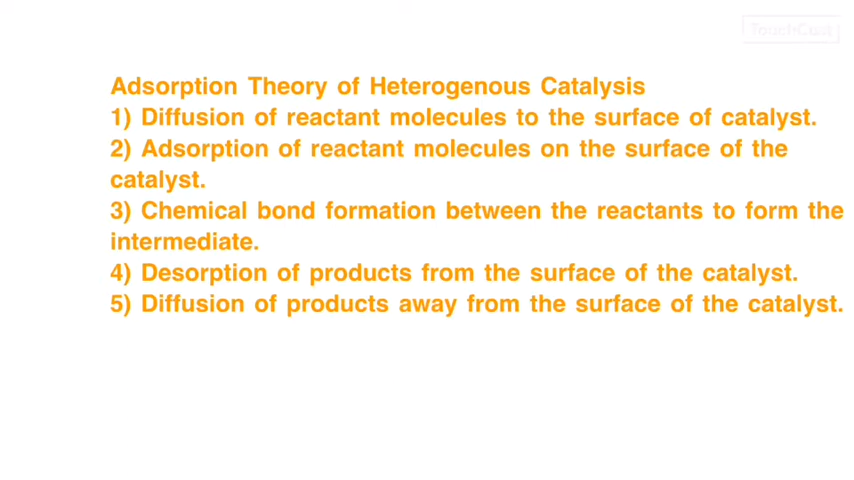 TouchCast
Adsorption Theory of Heterogenous Catalysis
1) Diffusion of reactant molecules to the surface of catalyst.
2) Adsorption of reactant molecules on the surface of the
catalyst.
3) Chemical bond formation between the reactants to form the
intermediate.
4) Desorption of products from the surface of the catalyst.
5) Diffusion of products away from the surface of the catalyst.